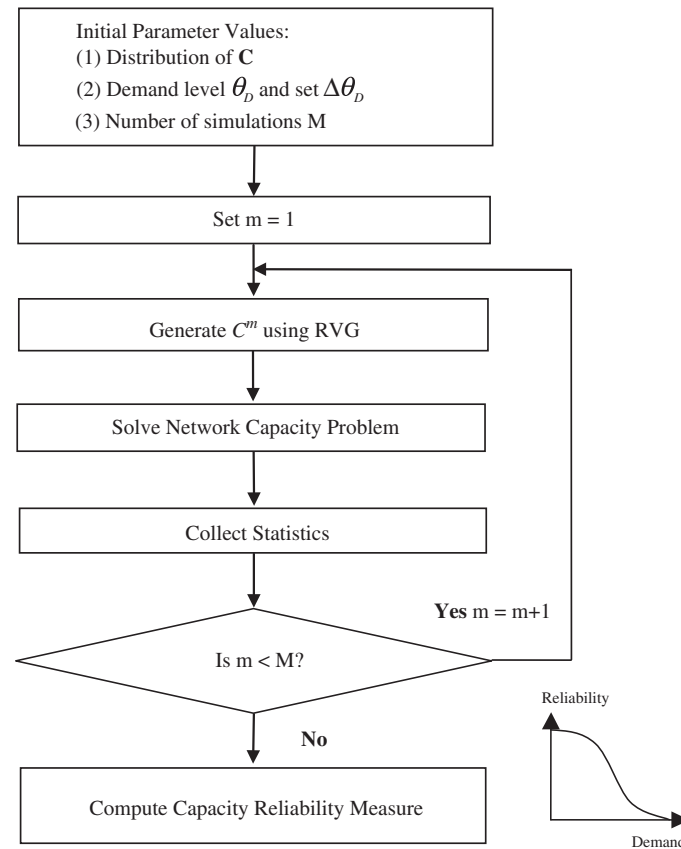 Initial Parameter Values:
(1) Distribution of C
(2) Demand level θ_D and set Δθ_D
(3) Number of simulations M
Set m = 1
Generate C^m using RVG
Solve Network Capacity Problem
Collect Statistics
Yes m = m+1
Is m < M?
No
Compute Capacity Reliability Measure
Reliability
Demand